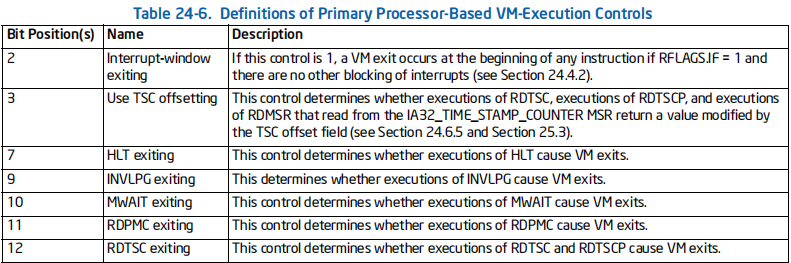 Table 24-6. Definitions of Primary Processor-Based VM-Execution Controls
Bit Position(s) Name Description
2 Interrupt-window exiting If this control is 1, a VM exit occurs at the beginning of any instruction if RFLAGS.IF = 1 and
there are no other blocking of interrupts (see Section 24.4.2).
3 Use TSC offsetting This control determines whether executions of RDTSC, executions of RDTSCP, and executions
of RDMSR that read from the IA32_TIME_STAMP_COUNTER MSR return a value modified by
the TSC offset field (see Section 24.6.5 and Section 25.3).
7 HLT exiting This control determines whether executions of HLT cause VM exits.
9 INVLPG exiting This determines whether executions of INVLPG cause VM exits.
10 MWAIT exiting This control determines whether executions of MWAIT cause VM exits.
11 RDPMC exiting This control determines whether executions of RDPMC cause VM exits.
12 RDTSC exiting This control determines whether executions of RDTSC and RDTSCP cause VM exits.